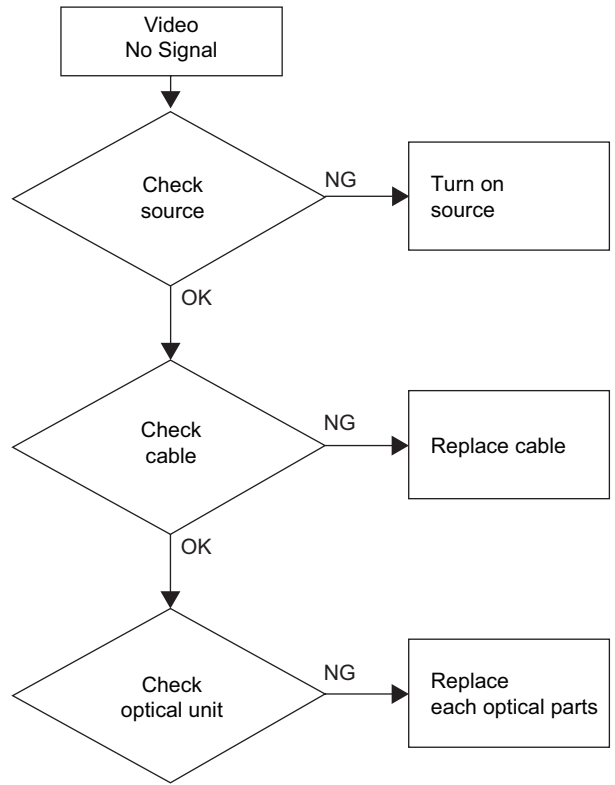 Video
No Signal
Check
source
NG
Turn on
source
OK
Check
cable
NG
Replace cable
OK
Check
optical unit
NG
Replace
each optical parts